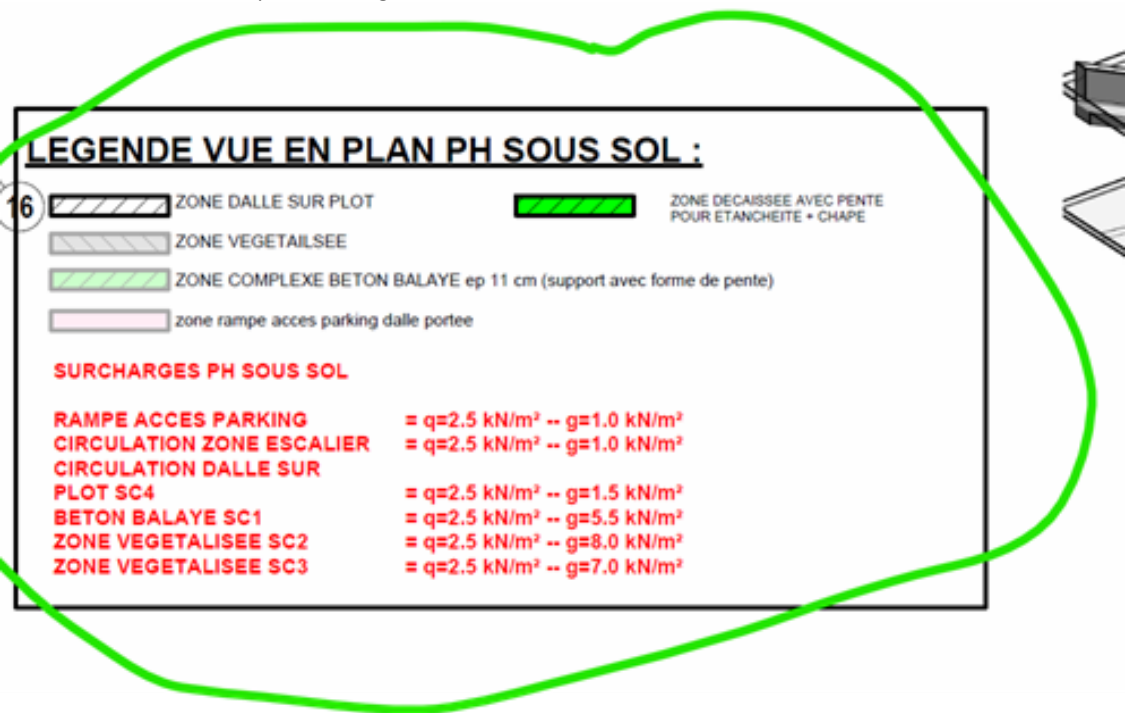 LEGENDE VUE EN PLAN PH SOUS SOL :
16
ZONE DALLE SUR PLOT
ZONE DECAISSEE AVEC PENTE
POUR ETANCHEITE + CHAPE
ZONE VEGETAILSEE
ZONE COMPLEXE BETON BALAYE ep 11 cm (support avec forme de pente)
zone rampe acces parking dalle portee
SURCHARGES PH SOUS SOL
RAMPE ACCES PARKING = q=2.5 kN/m² -- g=1.0 kN/m²
CIRCULATION ZONE ESCALIER = q=2.5 kN/m² -- g=1.0 kN/m²
CIRCULATION DALLE SUR
PLOT SC4 = q=2.5 kN/m² -- g=1.5 kN/m²
BETON BALAYE SC1 = q=2.5 kN/m² -- g=5.5 kN/m²
ZONE VEGETALISEE SC2 = q=2.5 kN/m² -- g=8.0 kN/m²
ZONE VEGETALISEE SC3 = q=2.5 kN/m² -- g=7.0 kN/m²